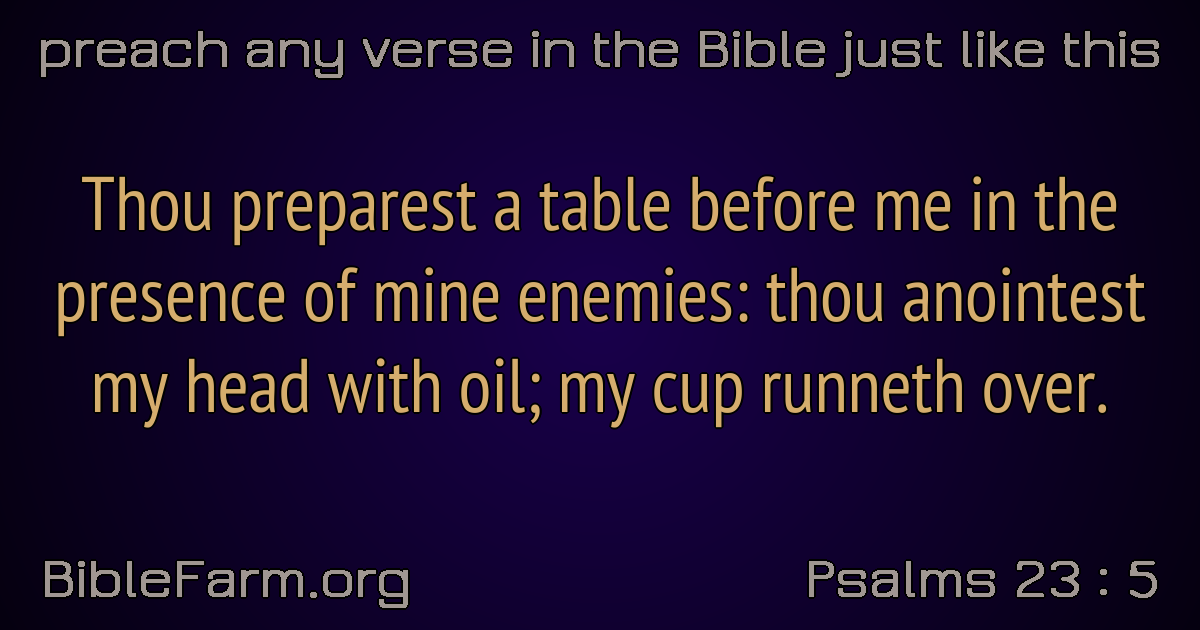 preach any verse in the Bible just like this
Thou preparest a table before me in the
presence of mine enemies: thou anointest
my head with oil; my cup runneth over.
BibleFarm.org
Psalms 23 : 5